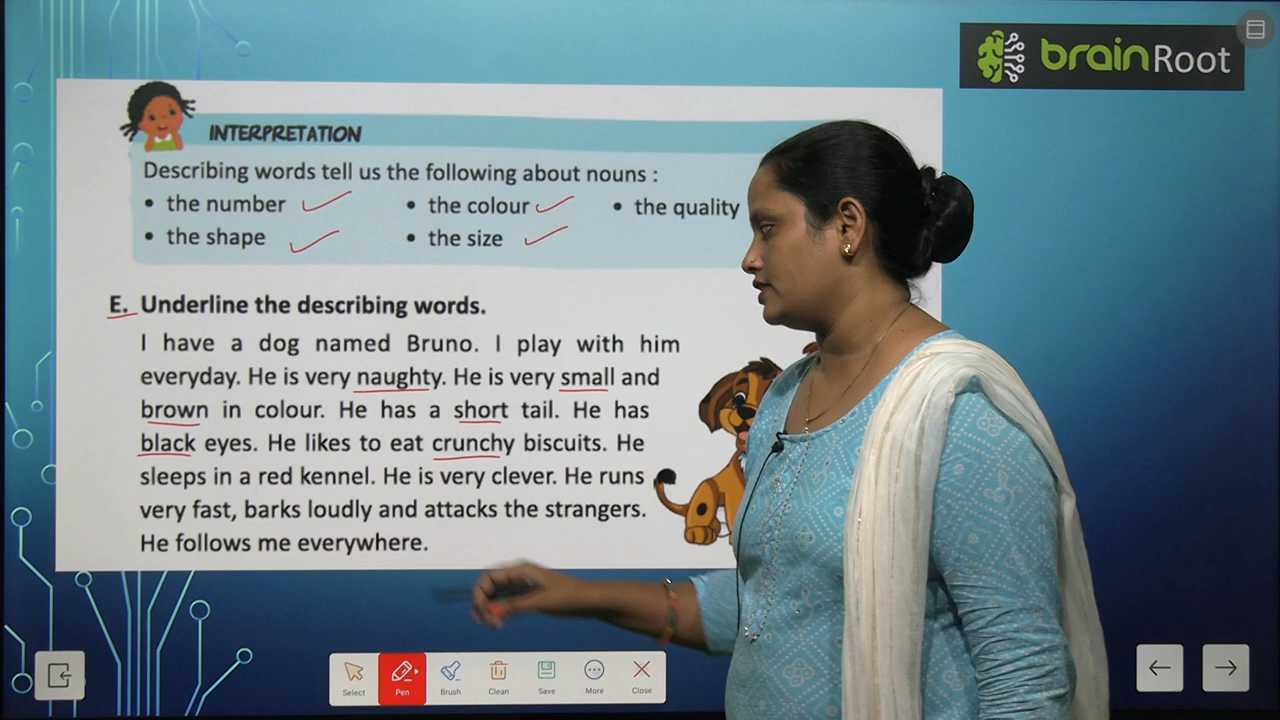 brainRoot
INTERPRETATION
Describing words tell us the following about nouns :
• the number • the colour • the quality
• the shape • the size
E. Underline the describing words.
I have a dog named Bruno. I play with him
everyday. He is very naughty. He is very small and
brown in colour. He has a short tail. He has
black eyes. He likes to eat crunchy biscuits. He
sleeps in a red kennel. He is very clever. He runs
very fast, barks loudly and attacks the strangers.
He follows me everywhere.
Select Pen Brush Clean Save More Close